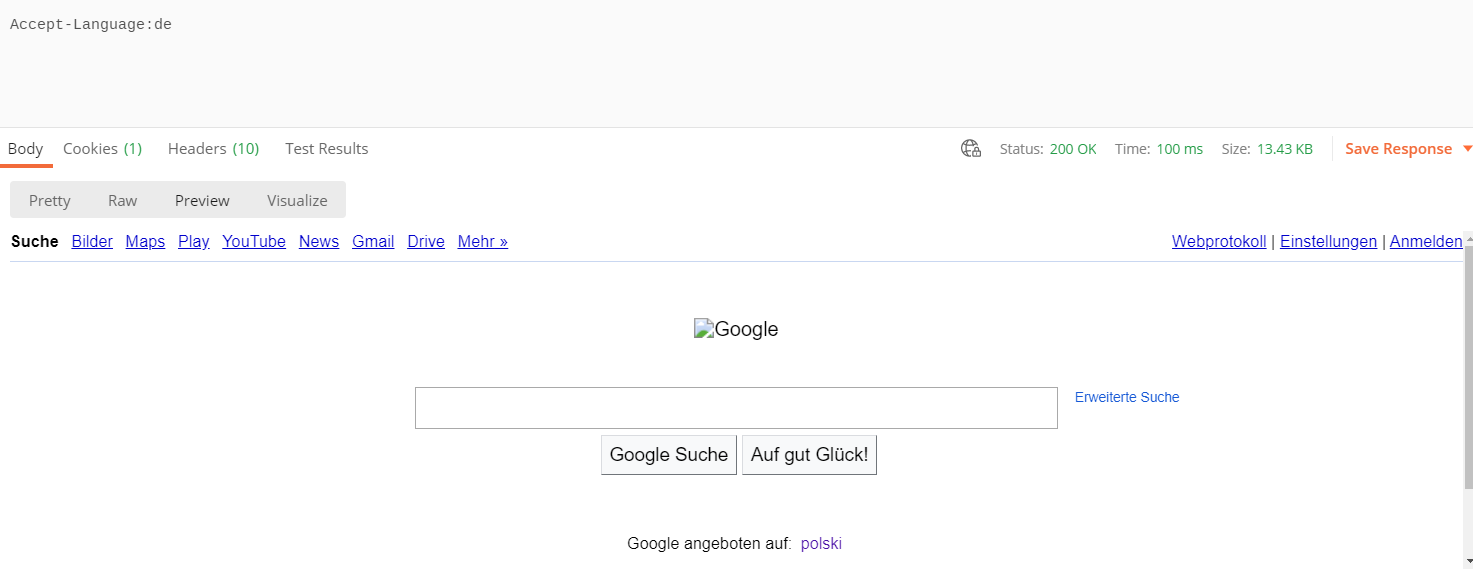 Accept-Language:de
Body Cookies (1) Headers (10) Test Results Status: 200 OK Time: 100 ms Size: 13.43 KB Save Response
Pretty Raw Preview Visualize
Suche Bilder Maps Play YouTube News Gmail Drive Mehr » Webprotokoll | Einstellungen | Anmelden
Google
Erweiterte Suche
Google Suche Auf gut Glück!
Google angeboten auf: polski